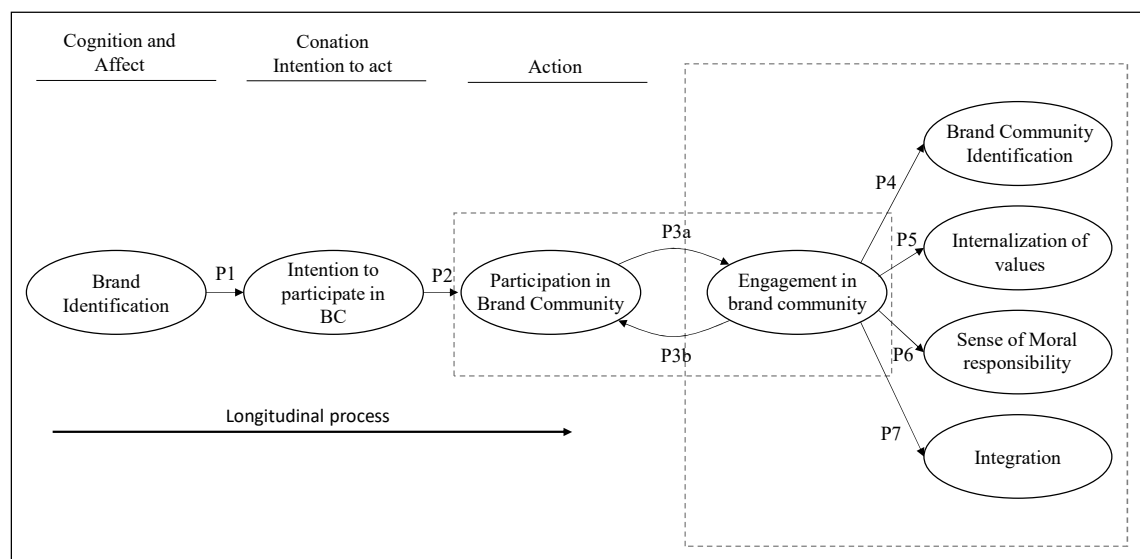 Cognition and
Affect
Conation
Intention to act
Action
Brand
Identification
P1
Intention to
participate in
BC
P2
Participation in
Brand Community
P3a
P3b
Engagement in
brand community
P4
P5
P6
P7
Brand Community
Identification
Internalization of
values
Sense of Moral
responsibility
Integration
Longitudinal process